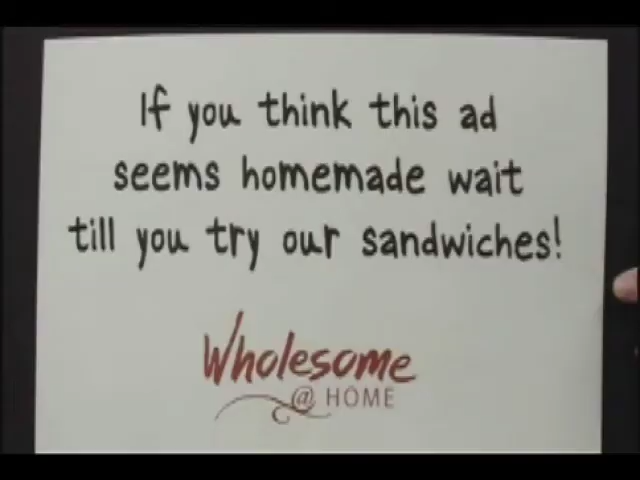 If you think this ad
seems homemade wait
till you try our sandwiches!
Wholesome
@ HOME